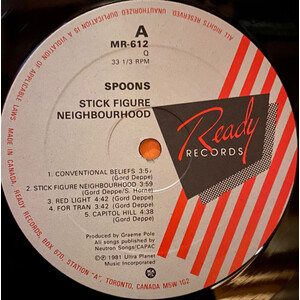 A
MR-612
Q
33 1/3 RPM
SPOONS
STICK FIGURE
NEIGHBOURHOOD
Ready
RECORDS
1. CONVENTIONAL BELIEFS
(Gord Deppe)
2. STICK FIGURE NEIGHBOURHOOD 3:59
(Gord Deppe/S. Horne)
3. RED LIGHT 4:42 (Gord Deppe)
4. FOR TRAN 2:42 (Gord Deppe)
5. CAPITOL HILL 4:38
(Gord Deppe)
Produced by Graeme Pole
All songs published by
Neutron Songs/CAPAC
℗ © 1981 Ultra Planet
Music Incorporated
ALL RIGHTS RESERVED. UNAUTHORIZED DUPLICATION IS A VIOLATION OF APPLICABLE LAWS.
MADE IN CANADA. READY RECORDS, BOX 670, STATION "A", TORONTO, CANADA M5W 1G2